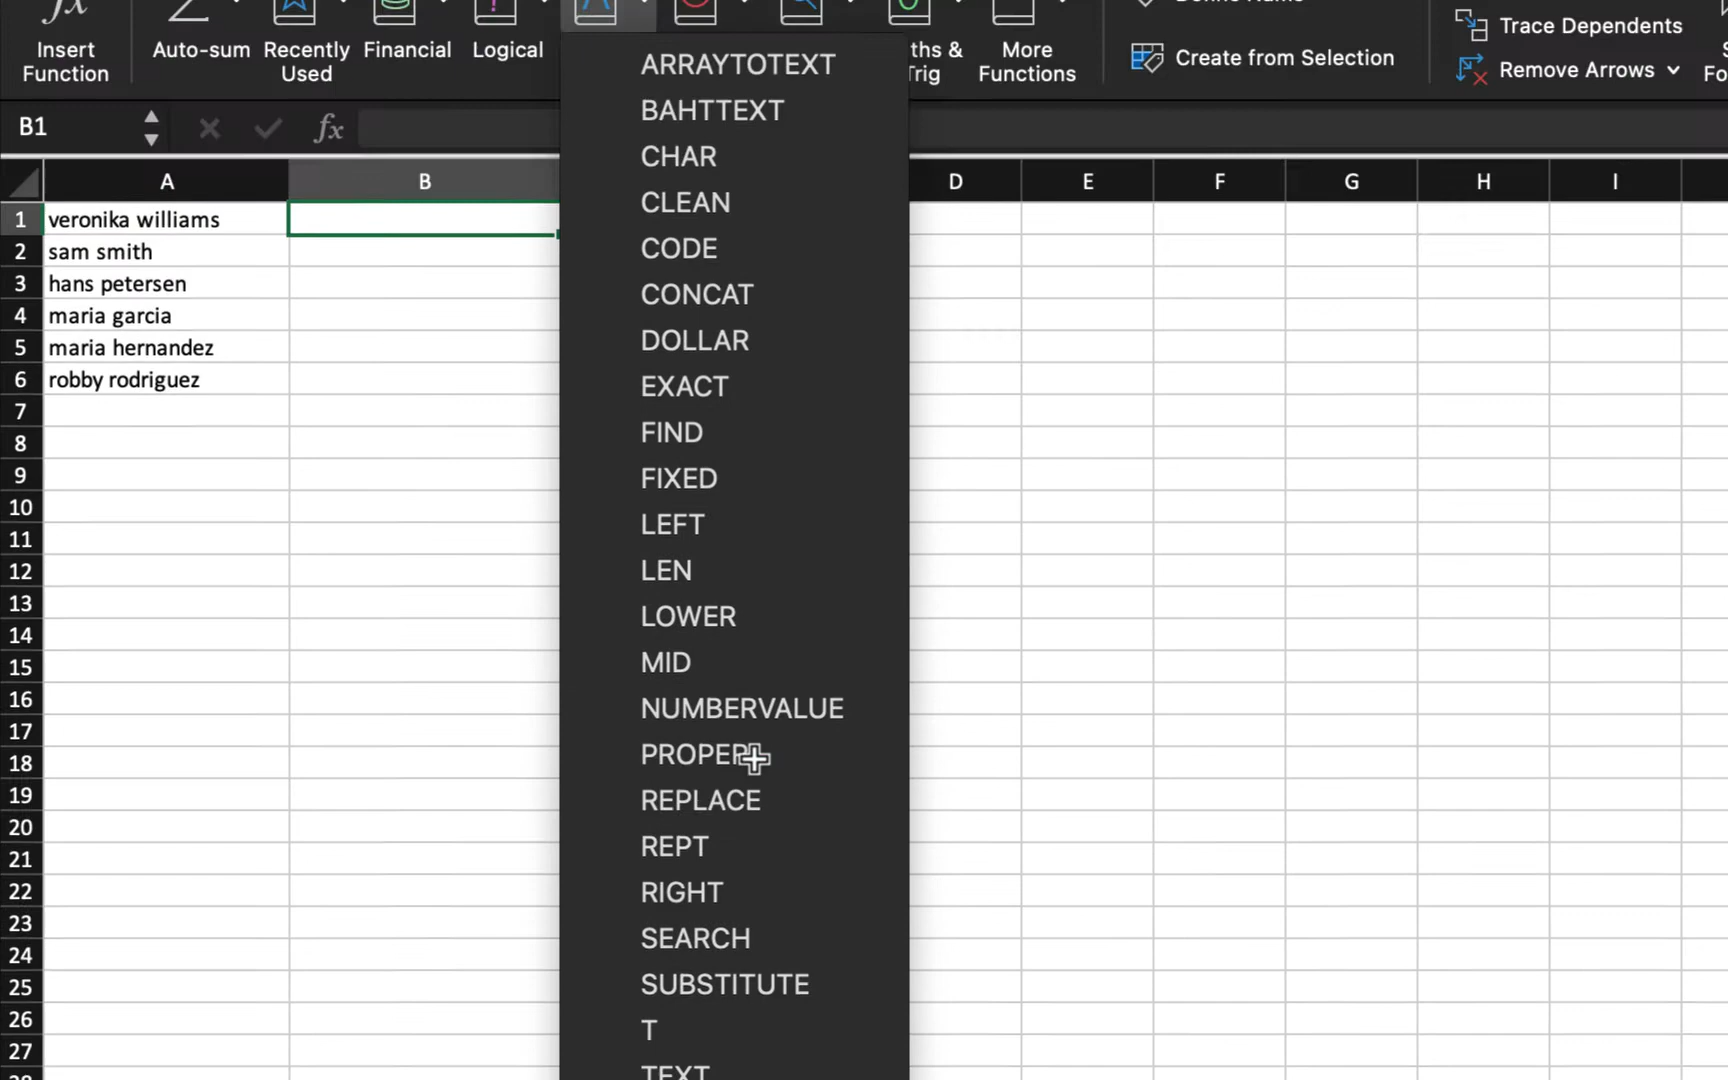 Insert Function
Auto-sum
Recently Used
Financial
Logical
ths & Trig
More Functions
Create from Selection
Trace Dependents
Remove Arrows
Fo
B1
fx
A B D E F G H I
1 veronika williams
2 sam smith
3 hans petersen
4 maria garcia
5 maria hernandez
6 robby rodriguez
7
8
9
10
11
12
13
14
15
16
17
18
19
20
21
22
23
24
25
26
27
ARRAYTOTEXT
BAHTTEXT
CHAR
CLEAN
CODE
CONCAT
DOLLAR
EXACT
FIND
FIXED
LEFT
LEN
LOWER
MID
NUMBERVALUE
PROPER
REPLACE
REPT
RIGHT
SEARCH
SUBSTITUTE
T
TEXT